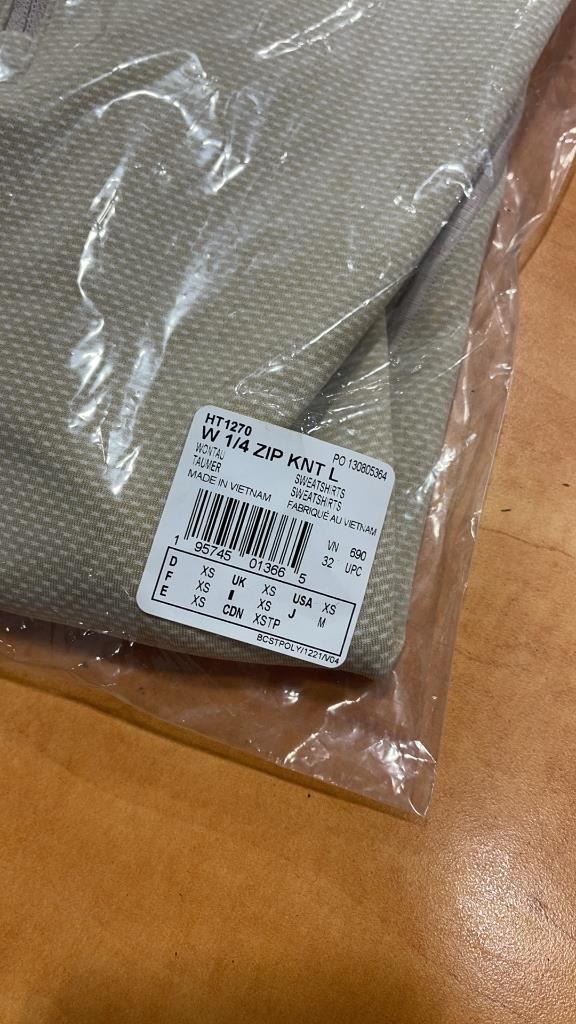 HT1270
W 1/4 ZIP KNT L
PO 130805364
WONTAU SWEATSHIRTS
TAUMER SWEATSHIRTS
MADE IN VIETNAM FABRIQUÉ AU VIETNAM
VN 690
32 UPC
1 95745 01366 5
D XS UK XS USA XS
F XS I XS J M
E XS CDN XSTP
BCSTPOLY/1221/V04